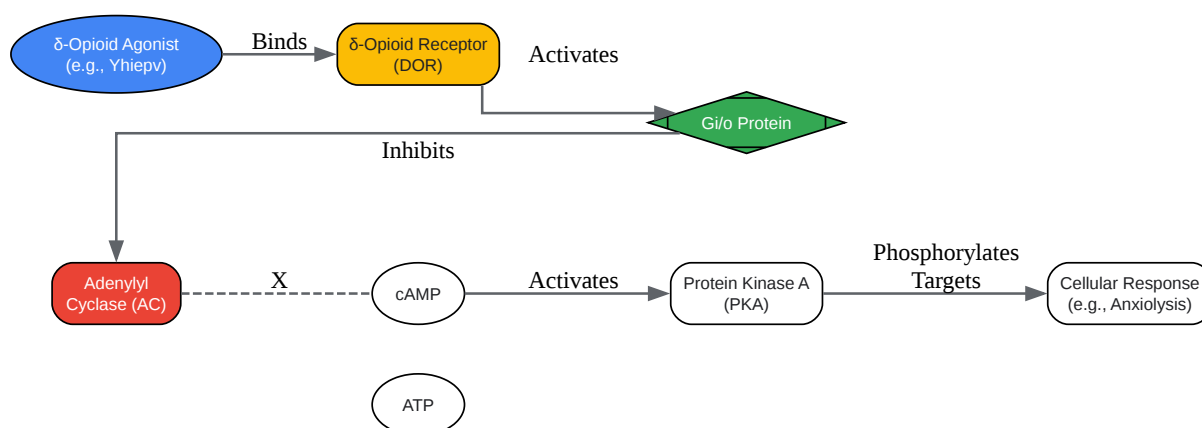 δ-Opioid Agonist
(e.g., Yhiepv)
Binds
δ-Opioid Receptor
(DOR)
Activates
Gi/o Protein
Inhibits
Adenylyl
Cyclase (AC)
X
cAMP
Activates
Protein Kinase A
(PKA)
Phosphorylates
Targets
Cellular Response
(e.g., Anxiolysis)
ATP